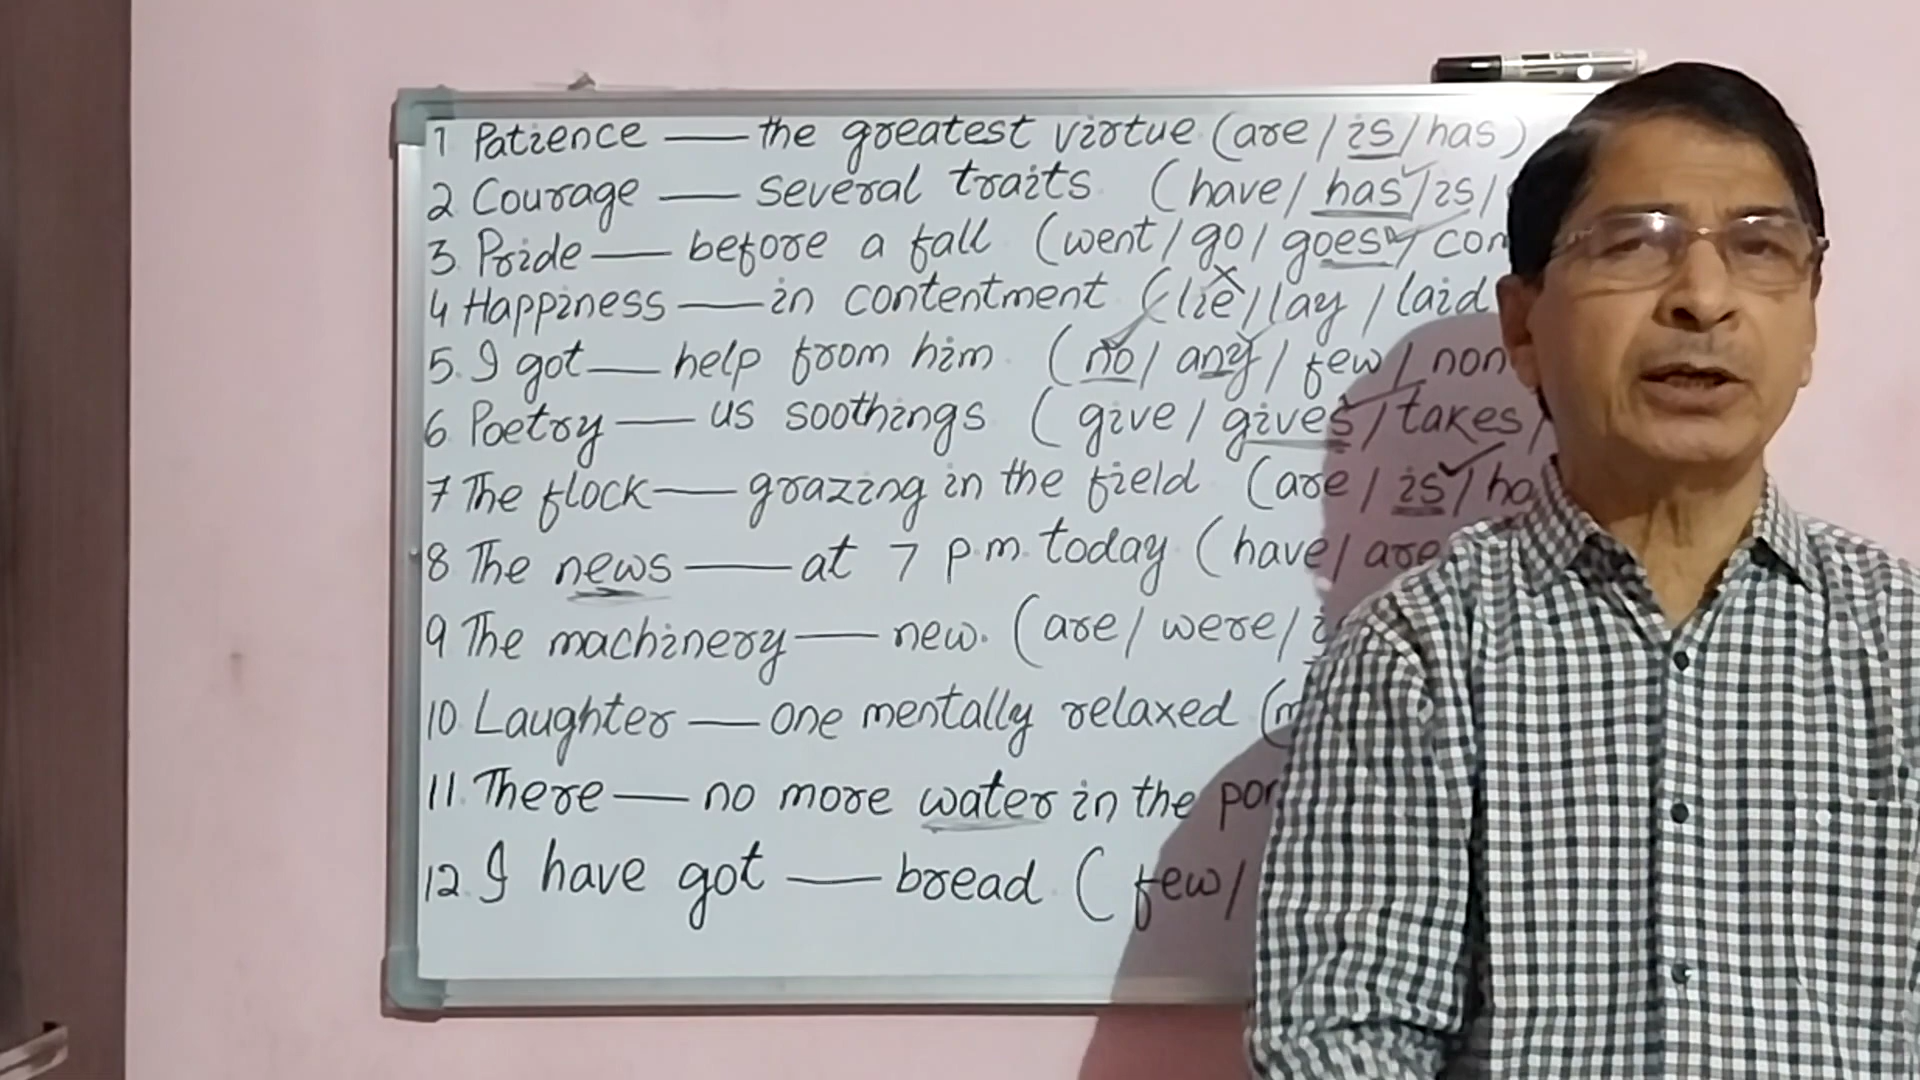 1 Patience — the greatest virtue (are / is / has)
2 Courage — several traits (have / has / is /
3. Pride — before a fall (went / go / goes /
4 Happiness — in contentment (lie / lay / laid
5. I got — help from him. (no / any / few /
6 Poetry — us soothings (give / gives / takes)
7 The flock — grazing in the field (are / is /
8 The news — at 7 p.m. today (have / are
9 The machinery — new. (are / were /
10 Laughter — one mentally relaxed (
11. There — no more water in the
12. I have got — bread. ( few /